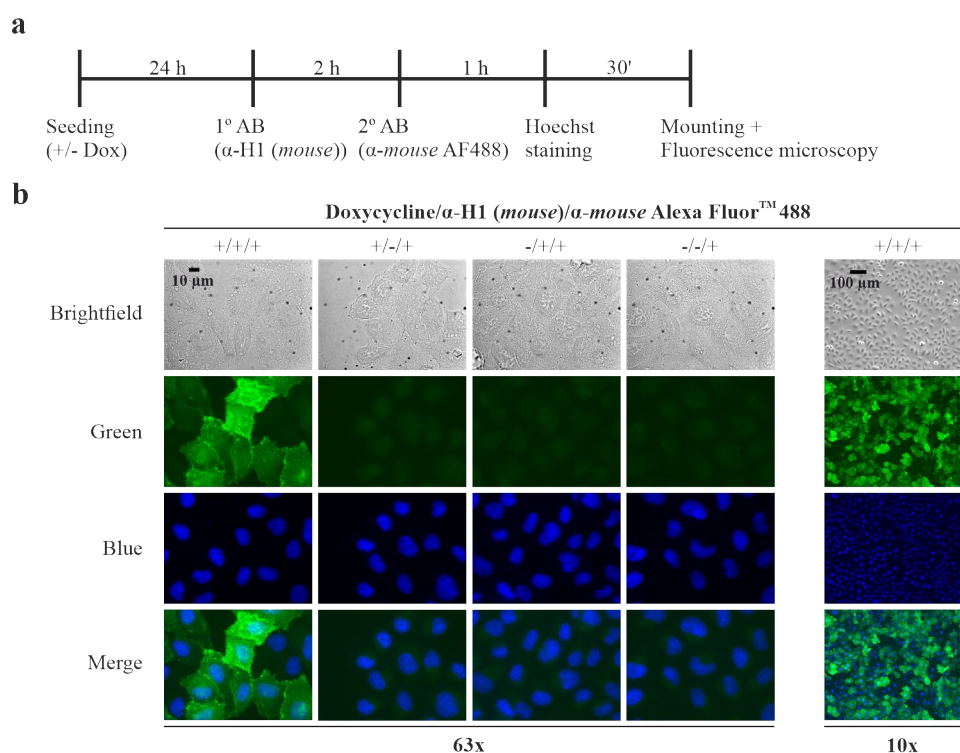 a
24 h 2 h 1 h 30'
Seeding 1º AB 2º AB Hoechst Mounting +
(+/- Dox) (α-H1 (mouse)) (α-mouse AF488) staining Fluorescence microscopy
b
Doxycycline/α-H1 (mouse)/α-mouse Alexa Fluor™ 488
+/+/+ +/-/+ -/+/+ -/-/+ +/+/+
10 µm 100 µm
Brightfield
Green
Blue
Merge
63x 10x